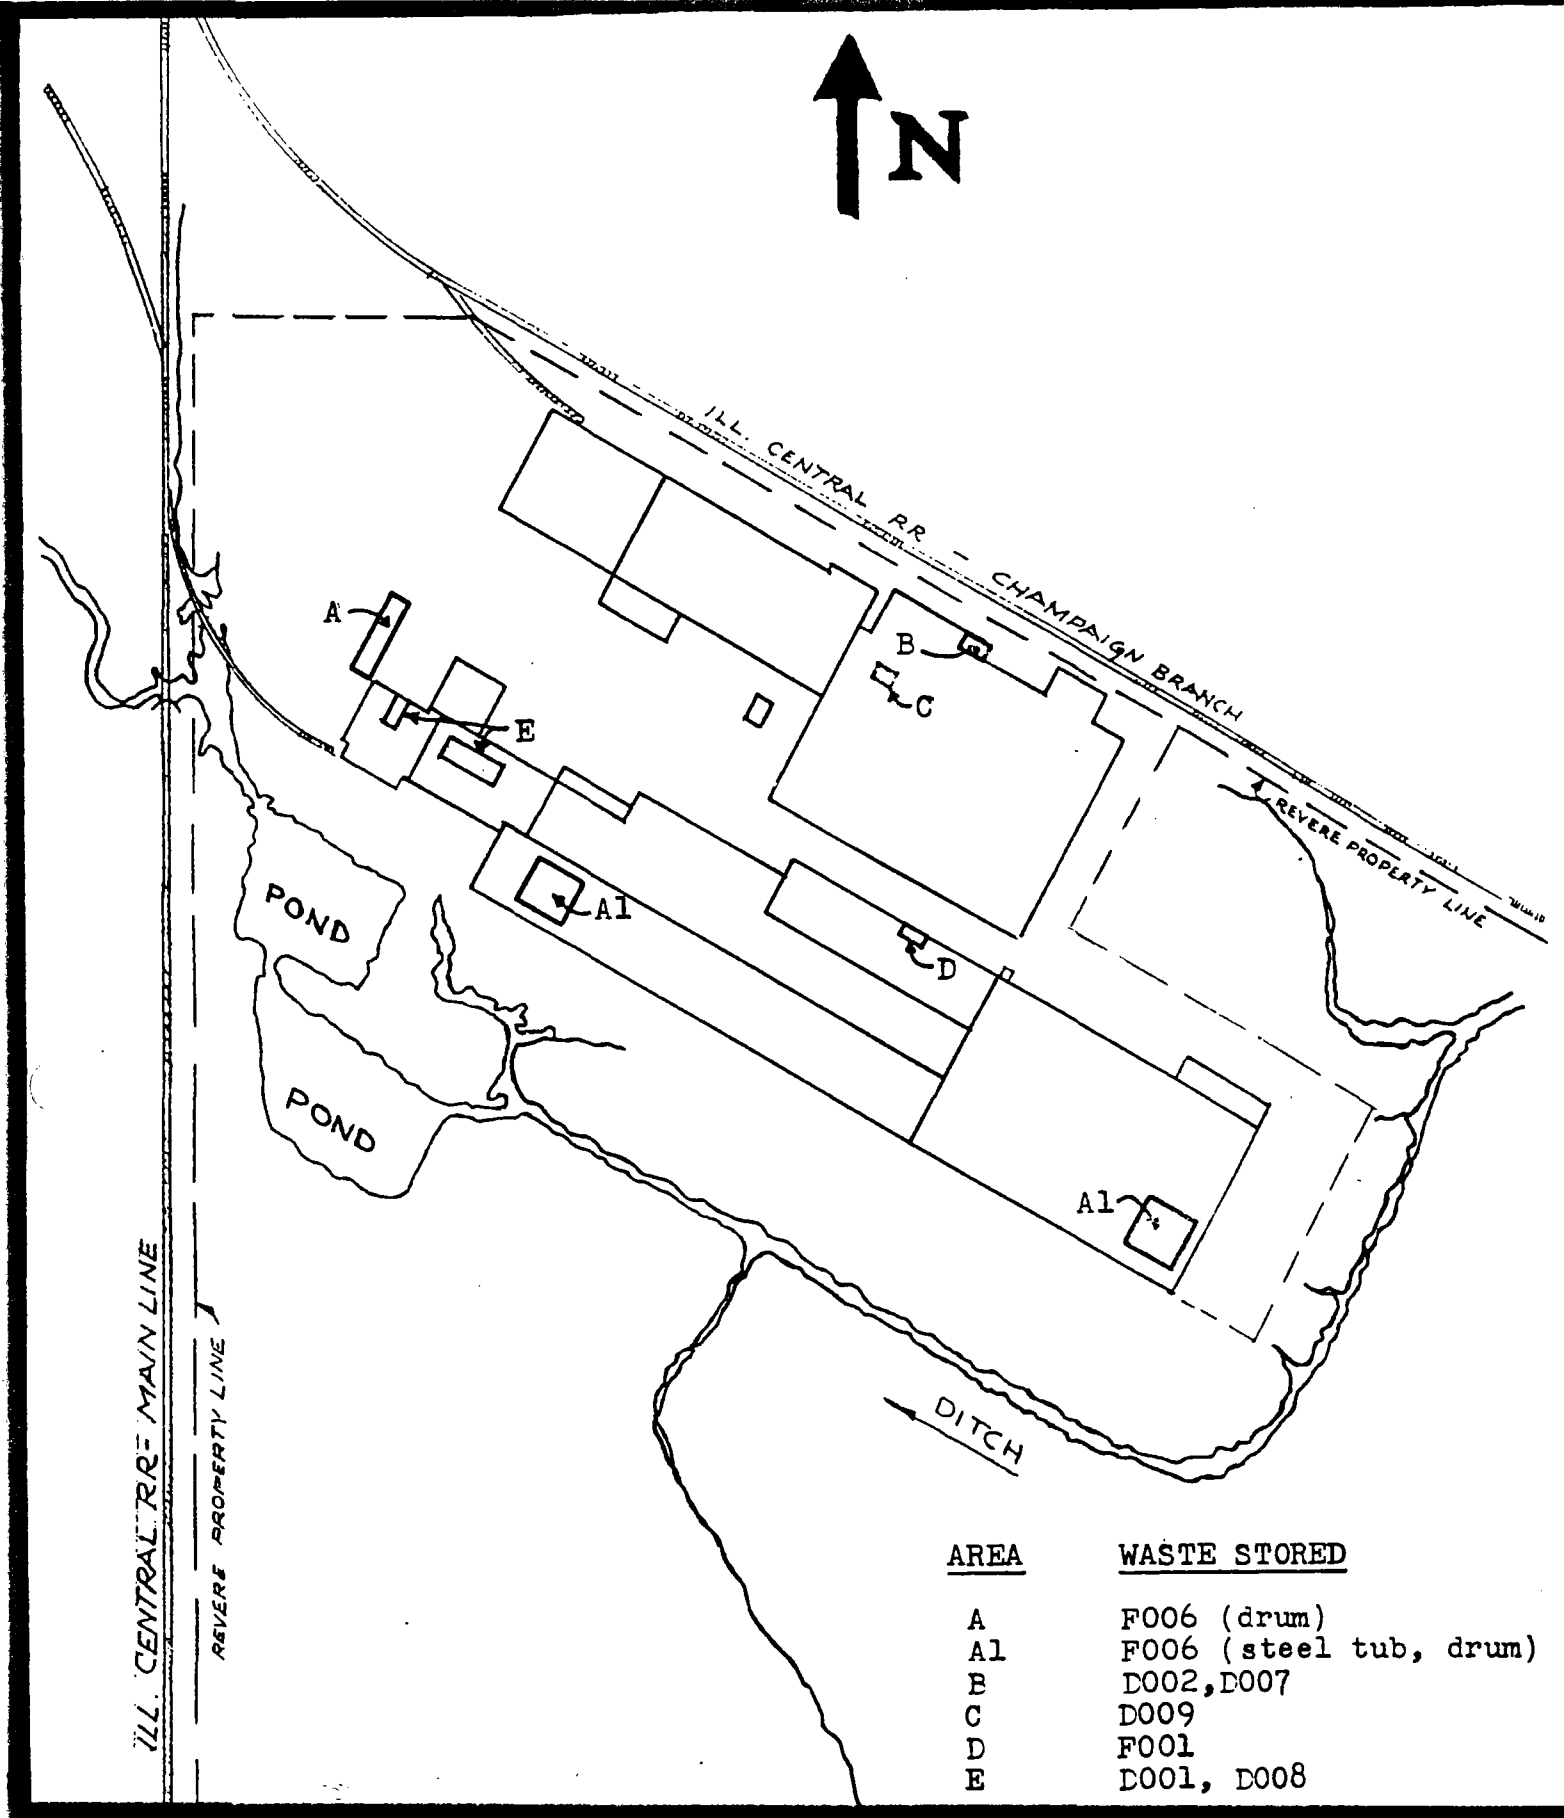 N
ILL. CENTRAL RR - CHAMPAIGN BRANCH
A
B
C
E
REVERE PROPERTY LINE
POND
A1
D
POND
A1
ILL. CENTRAL RR- MAIN LINE
REVERE PROPERTY LINE
DITCH
AREA WASTE STORED
A F006 (drum)
A1 F006 (steel tub, drum)
B D002,D007
C D009
D F001
E D001, D008